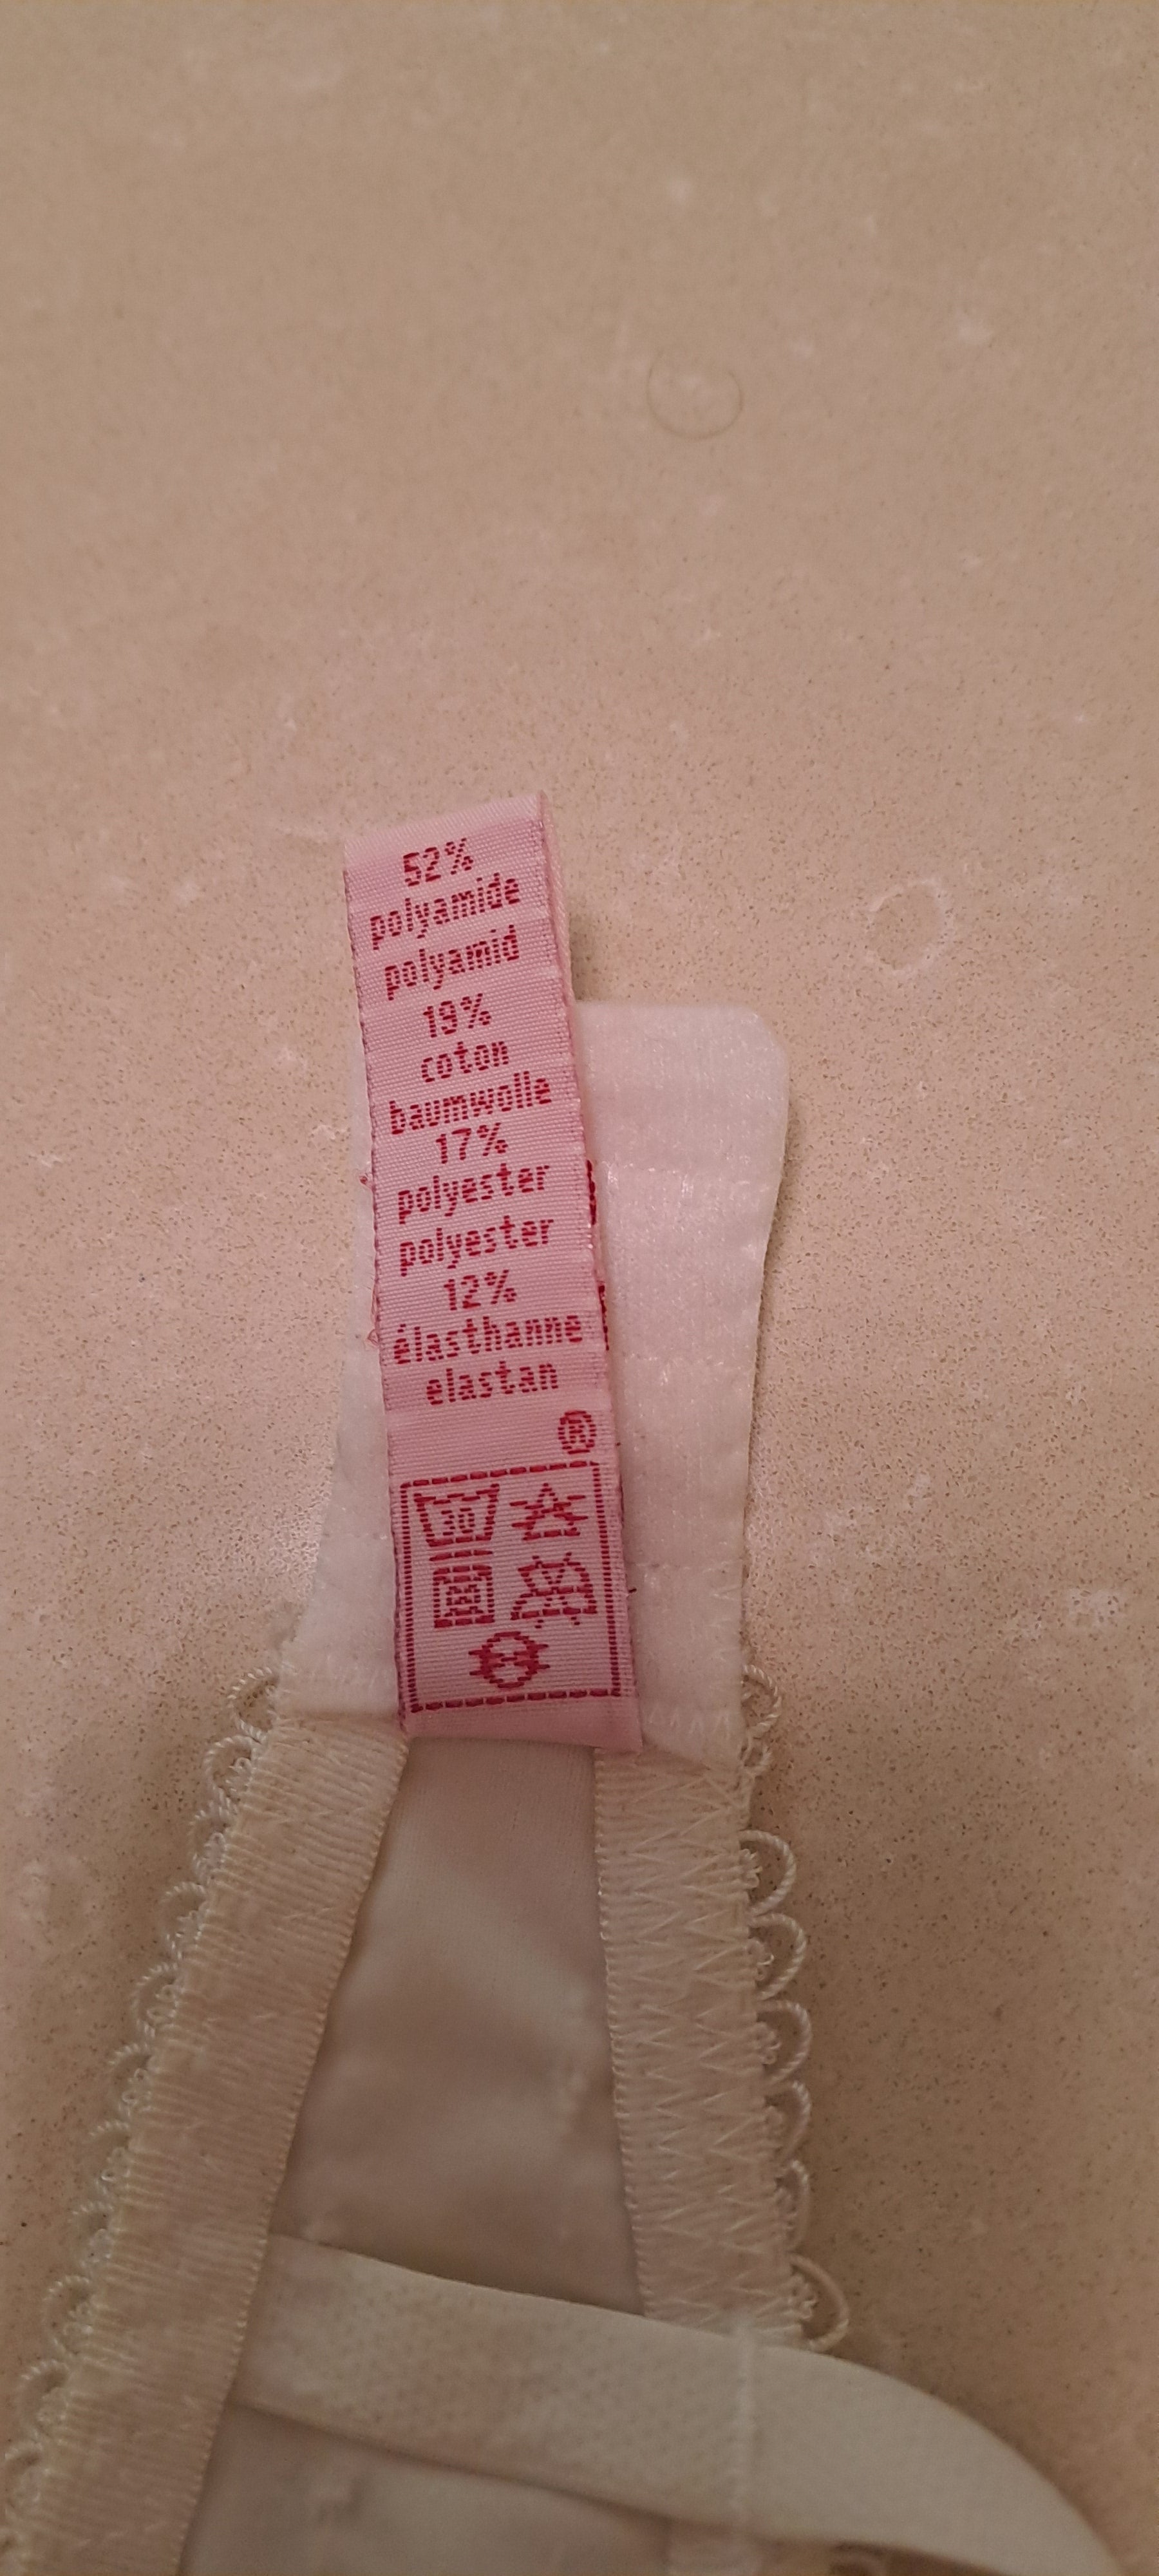 52%
polyamide
polyamid
19%
coton
baumwolle
17%
polyester
polyester
12%
élasthanne
elastan
®
30